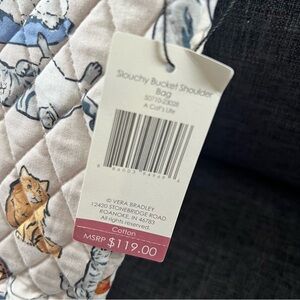 Slouchy Bucket Shoulder
Bag
A Cat's Life
© VERA BRADLEY
12420 STONEBRIDGE ROAD
ROANOKE, IN 46783
All rights reserved.
Cotton
MSRP $119.00